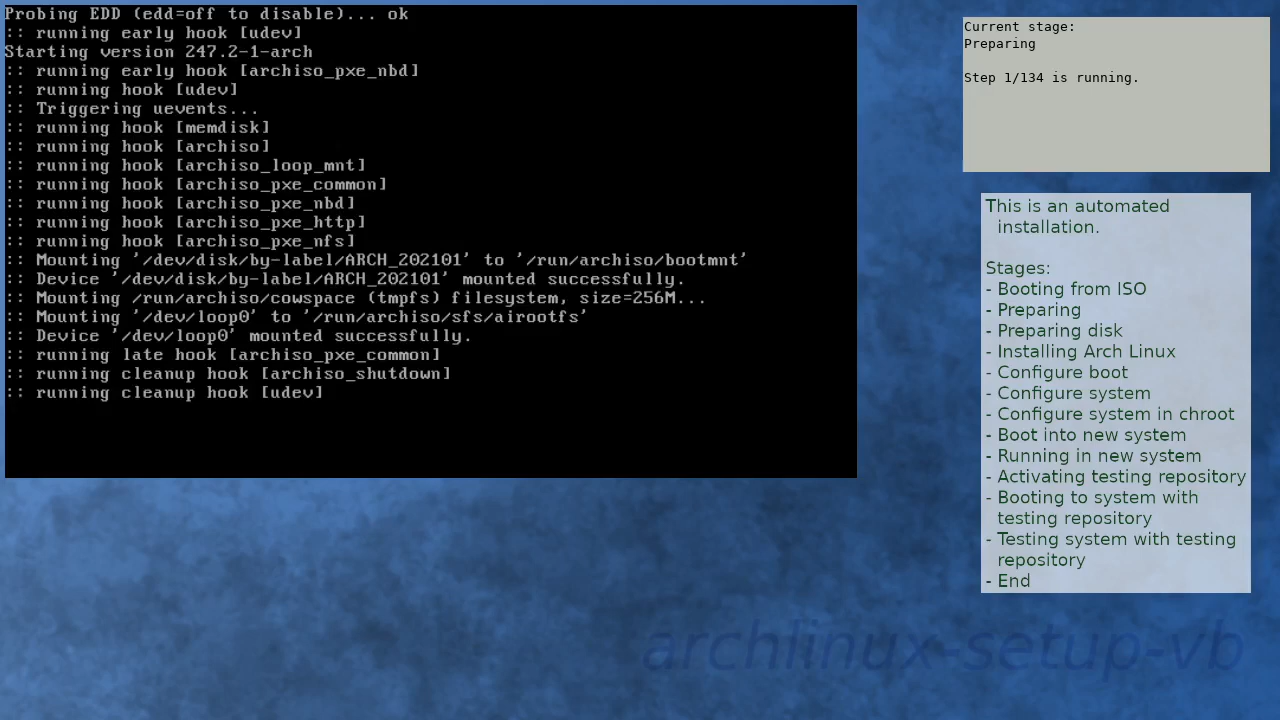 Probing EDD (edd=off to disable)... ok
:: running early hook [udev]
Starting version 247.2-1-arch
:: running early hook [archiso_pxe_nbd]
:: running hook [udev]
:: Triggering uevents...
:: running hook [memdisk]
:: running hook [archiso]
:: running hook [archiso_loop_mnt]
:: running hook [archiso_pxe_common]
:: running hook [archiso_pxe_nbd]
:: running hook [archiso_pxe_http]
:: running hook [archiso_pxe_nfs]
:: Mounting '/dev/disk/by-label/ARCH_202101' to '/run/archiso/bootmnt'
:: Device '/dev/disk/by-label/ARCH_202101' mounted successfully.
:: Mounting /run/archiso/cowspace (tmpfs) filesystem, size=256M...
:: Mounting '/dev/loop0' to '/run/archiso/sfs/airootfs'
:: Device '/dev/loop0' mounted successfully.
:: running late hook [archiso_pxe_common]
:: running cleanup hook [archiso_shutdown]
:: running cleanup hook [udev]
Current stage:
Preparing
Step 1/134 is running.
This is an automated
installation.
Stages:
- Booting from ISO
- Preparing
- Preparing disk
- Installing Arch Linux
- Configure boot
- Configure system
- Configure system in chroot
- Boot into new system
- Running in new system
- Activating testing repository
- Booting to system with
testing repository
- Testing system with testing
repository
- End
archlinux-setup-vb